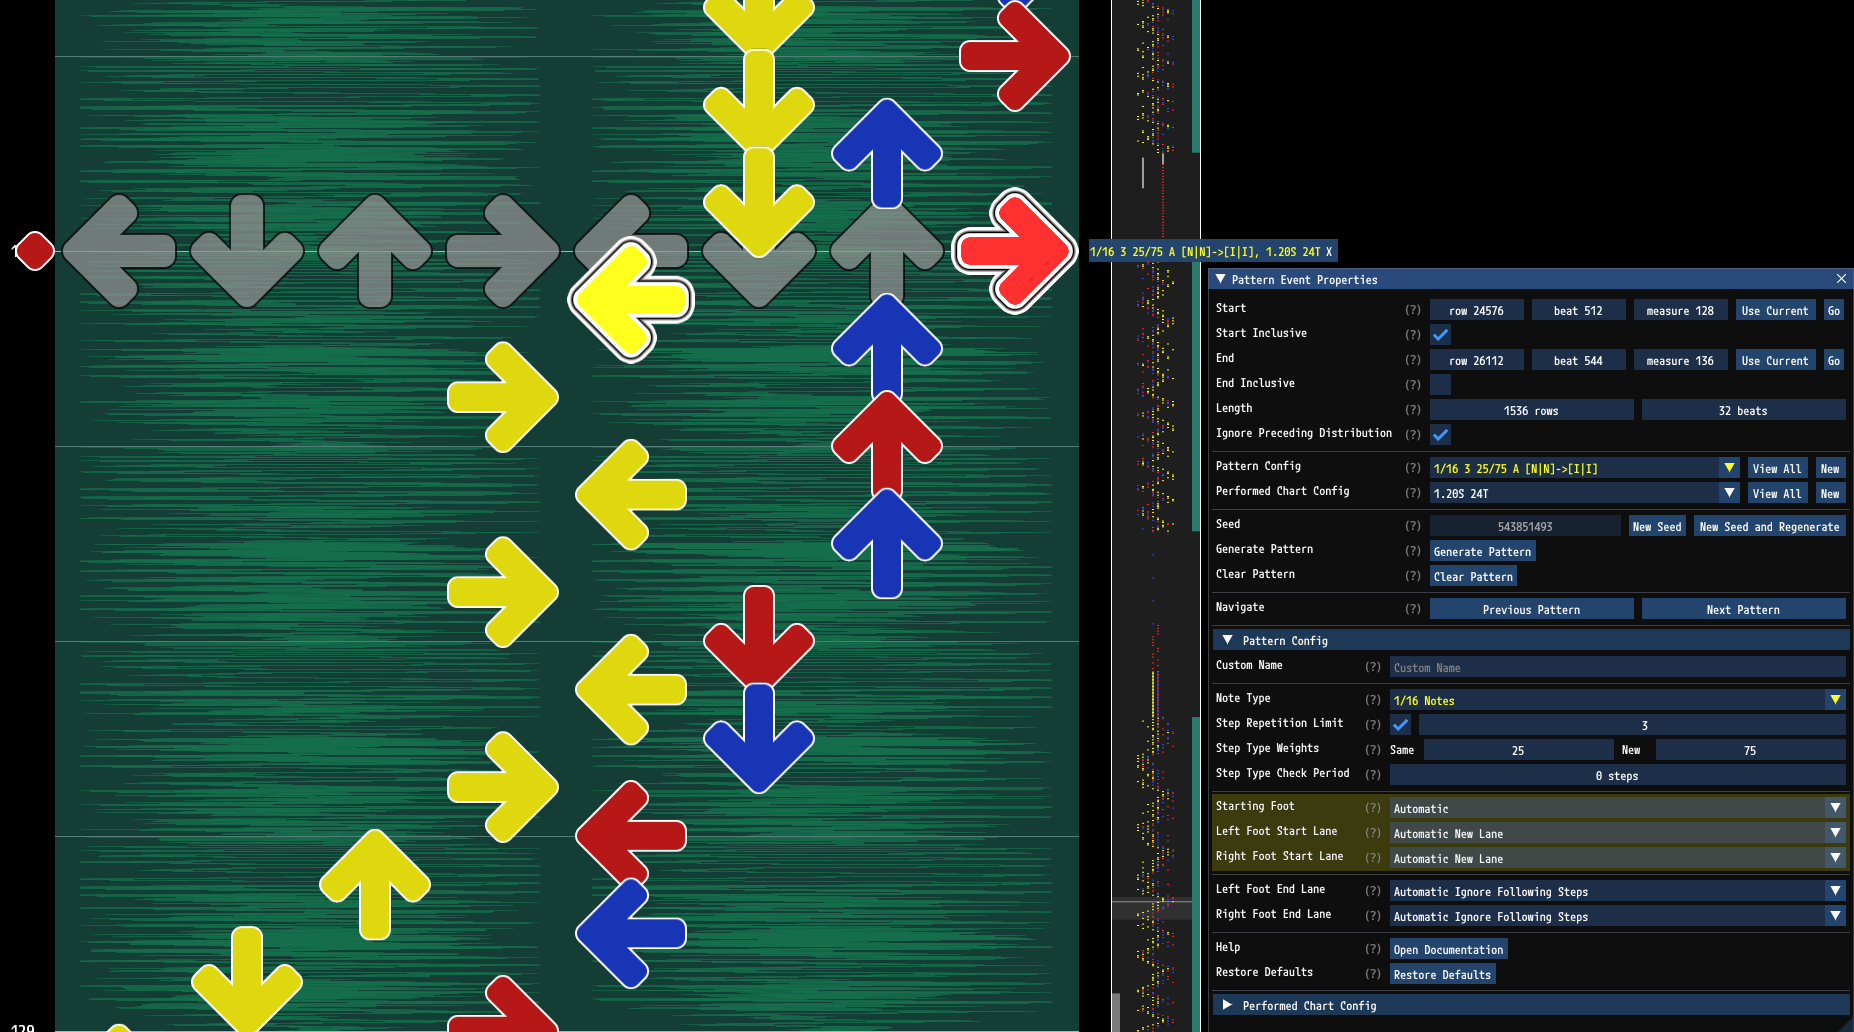 1/16 3 25/75 A [N|N]->[I|I], 1.20S 24T X
Pattern Event Properties
Start (?) row 24576 beat 512 measure 128 Use Current Go
Start Inclusive (?)
End (?) row 26112 beat 544 measure 136 Use Current Go
End Inclusive (?)
Length (?) 1536 rows 32 beats
Ignore Preceding Distribution (?)
Pattern Config (?) 1/16 3 25/75 A [N|N]->[I|I] View All New
Performed Chart Config (?) 1.20S 24T View All New
Seed (?) 543851493 New Seed New Seed and Regenerate
Generate Pattern (?) Generate Pattern
Clear Pattern (?) Clear Pattern
Navigate (?) Previous Pattern Next Pattern
Pattern Config
Custom Name (?) Custom Name
Note Type (?) 1/16 Notes
Step Repetition Limit (?) 3
Step Type Weights (?) Same 25 New 75
Step Type Check Period (?) 0 steps
Starting Foot (?) Automatic
Left Foot Start Lane (?) Automatic New Lane
Right Foot Start Lane (?) Automatic New Lane
Left Foot End Lane (?) Automatic Ignore Following Steps
Right Foot End Lane (?) Automatic Ignore Following Steps
Help (?) Open Documentation
Restore Defaults (?) Restore Defaults
Performed Chart Config
129